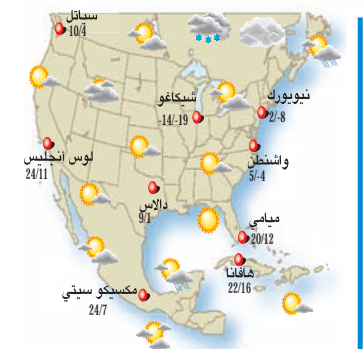 سياتل
10/4
نيويورك
2/-8
شيكاغو
-14/-19
واشنطن
5/-4
لوس أنجليس
24/11
دالاس
9/1
ميامي
20/12
هافانا
22/16
مكسيكو سيتي
24/7